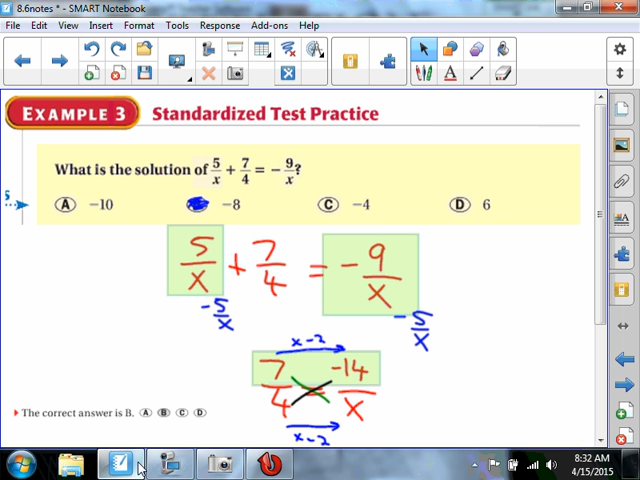 8.6notes * - SMART Notebook
File Edit View Insert Format Tools Response Add-ons Window Help
EXAMPLE 3 Standardized Test Practice
What is the solution of 5/x + 7/4 = - 9/x?
A -10 -8 C -4 D 6
5/x + 7/4 = - 9/x
-5/x -5/x
x-2
7/4 = -14/x
x-2
The correct answer is B. A B C D
8:32 AM
4/15/2015